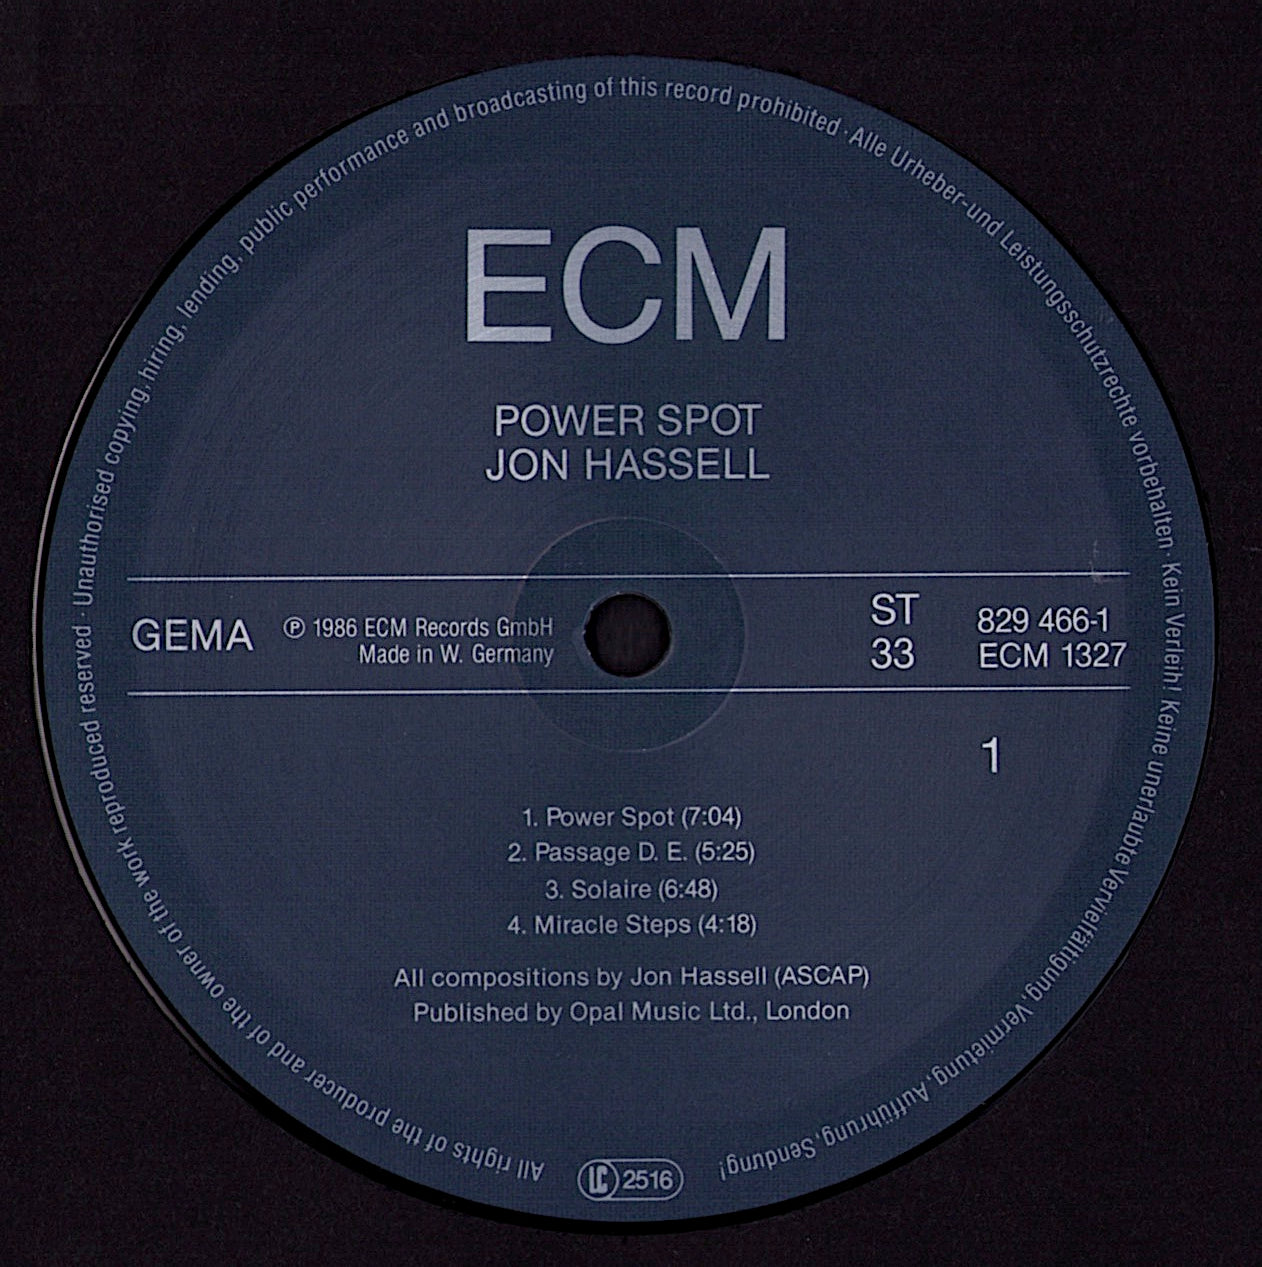 ECM
POWER SPOT
JON HASSELL
GEMA
℗ 1986 ECM Records GmbH
Made in W. Germany
ST
33
829 466-1
ECM 1327
1
1. Power Spot (7:04)
2. Passage D. E. (5:25)
3. Solaire (6:48)
4. Miracle Steps (4:18)
All compositions by Jon Hassell (ASCAP)
Published by Opal Music Ltd., London
All rights of the producer and of the owner of the work reproduced reserved · Unauthorised copying, hiring, lending, public performance and broadcasting of this record prohibited · Alle Urheber-und Leistungsschutzrechte vorbehalten · Kein Verleih! Keine unerlaubte Vervielfältigung, Vermietung, Aufführung, Sendung!
LC 2516